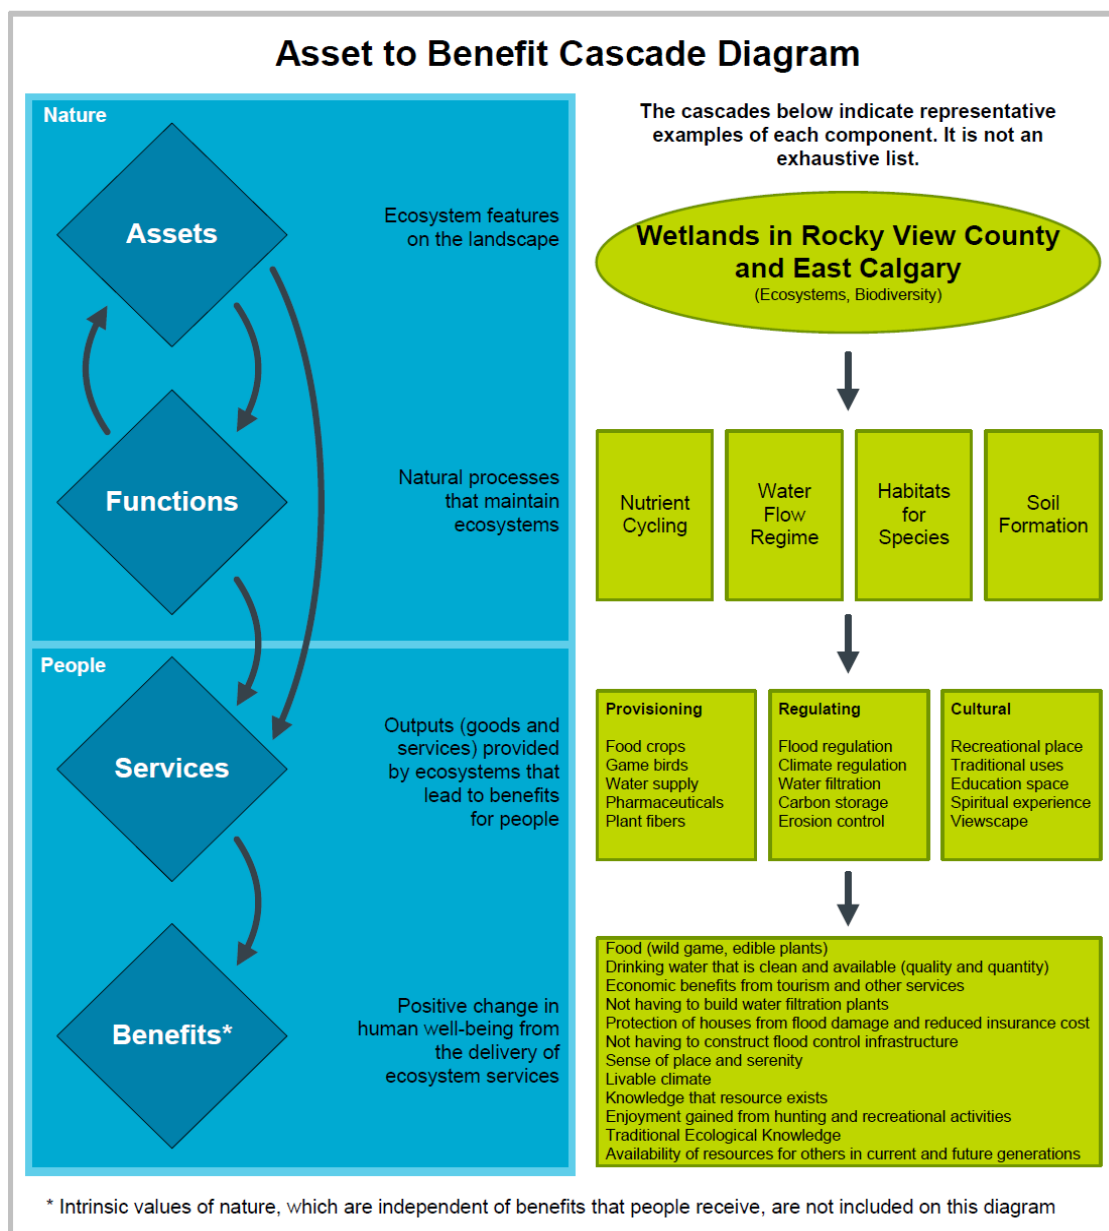 Asset to Benefit Cascade Diagram
Nature
Assets
Ecosystem features
on the landscape
Functions
Natural processes
that maintain
ecosystems
People
Services
Outputs (goods and
services) provided
by ecosystems that
lead to benefits
for people
Benefits*
Positive change in
human well-being from
the delivery of
ecosystem services
The cascades below indicate representative
examples of each component. It is not an
exhaustive list.
Wetlands in Rocky View County
and East Calgary
(Ecosystems, Biodiversity)
Nutrient
Cycling
Water
Flow
Regime
Habitats
for
Species
Soil
Formation
Provisioning
Food crops
Game birds
Water supply
Pharmaceuticals
Plant fibers
Regulating
Flood regulation
Climate regulation
Water filtration
Carbon storage
Erosion control
Cultural
Recreational place
Traditional uses
Education space
Spiritual experience
Viewscape
Food (wild game, edible plants)
Drinking water that is clean and available (quality and quantity)
Economic benefits from tourism and other services
Not having to build water filtration plants
Protection of houses from flood damage and reduced insurance cost
Not having to construct flood control infrastructure
Sense of place and serenity
Livable climate
Knowledge that resource exists
Enjoyment gained from hunting and recreational activities
Traditional Ecological Knowledge
Availability of resources for others in current and future generations
* Intrinsic values of nature, which are independent of benefits that people receive, are not included on this diagram